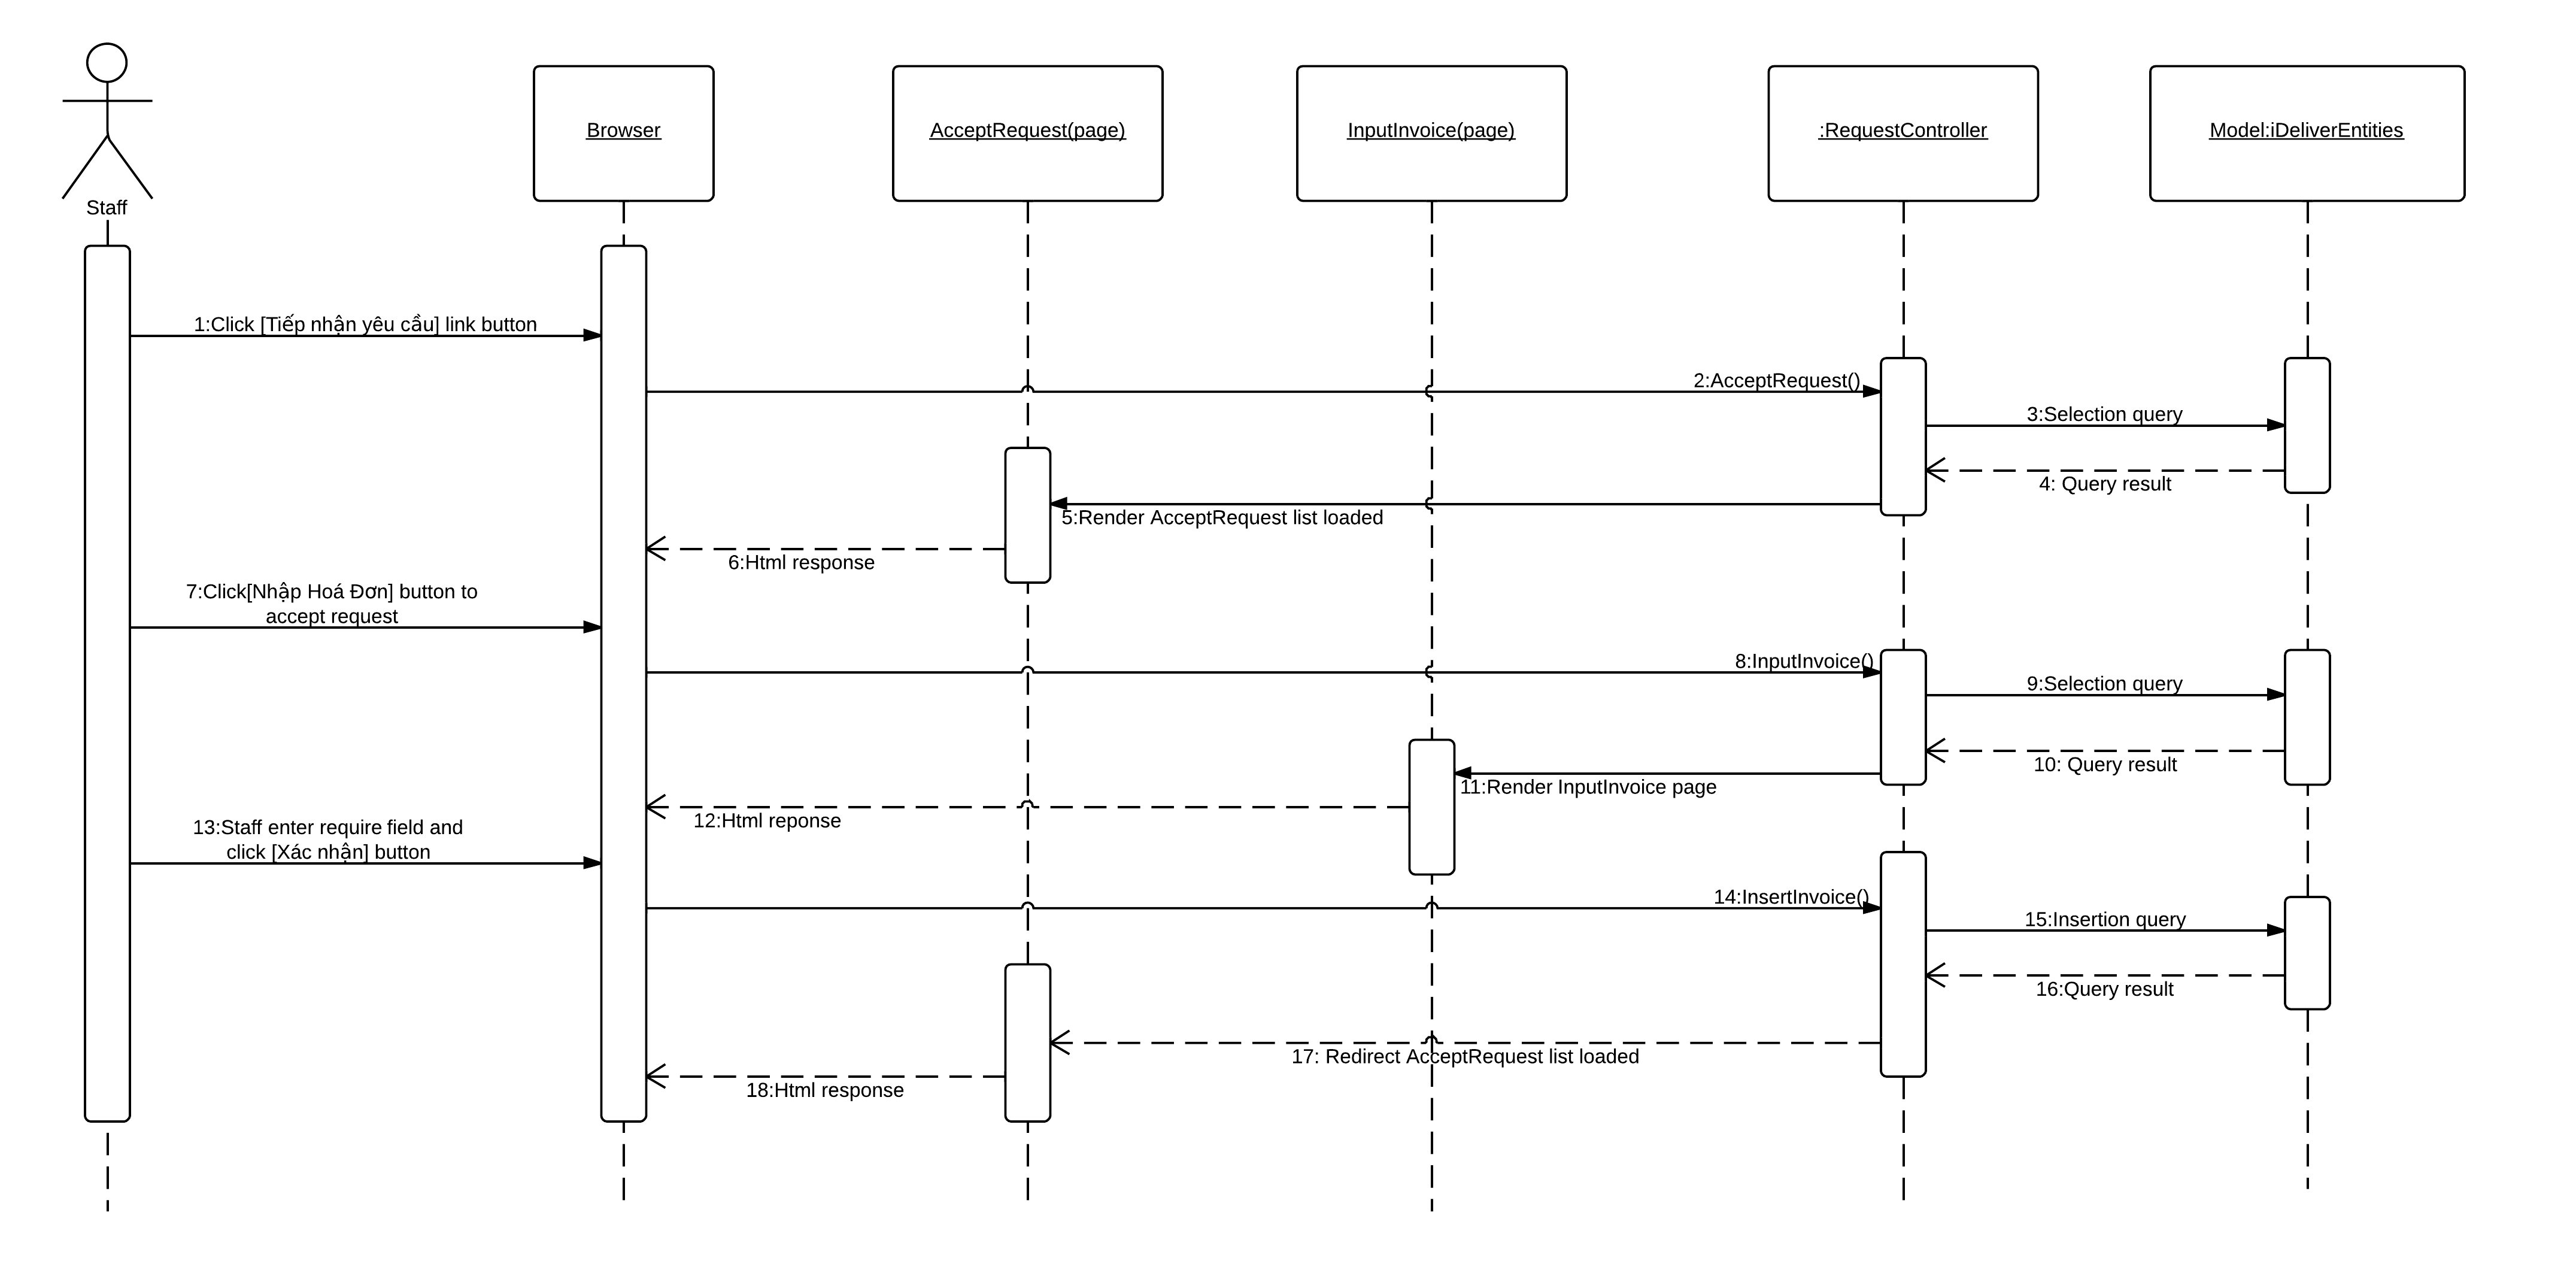 Staff
Browser
AcceptRequest(page)
InputInvoice(page)
:RequestController
Model:iDeliverEntities
1:Click [Tiếp nhận yêu cầu] link button
2:AcceptRequest()
3:Selection query
4: Query result
5:Render AcceptRequest list loaded
6:Html response
7:Click[Nhập Hoá Đơn] button to
accept request
8:InputInvoice()
9:Selection query
10: Query result
11:Render InputInvoice page
12:Html reponse
13:Staff enter require field and
click [Xác nhận] button
14:InsertInvoice()
15:Insertion query
16:Query result
17: Redirect AcceptRequest list loaded
18:Html response